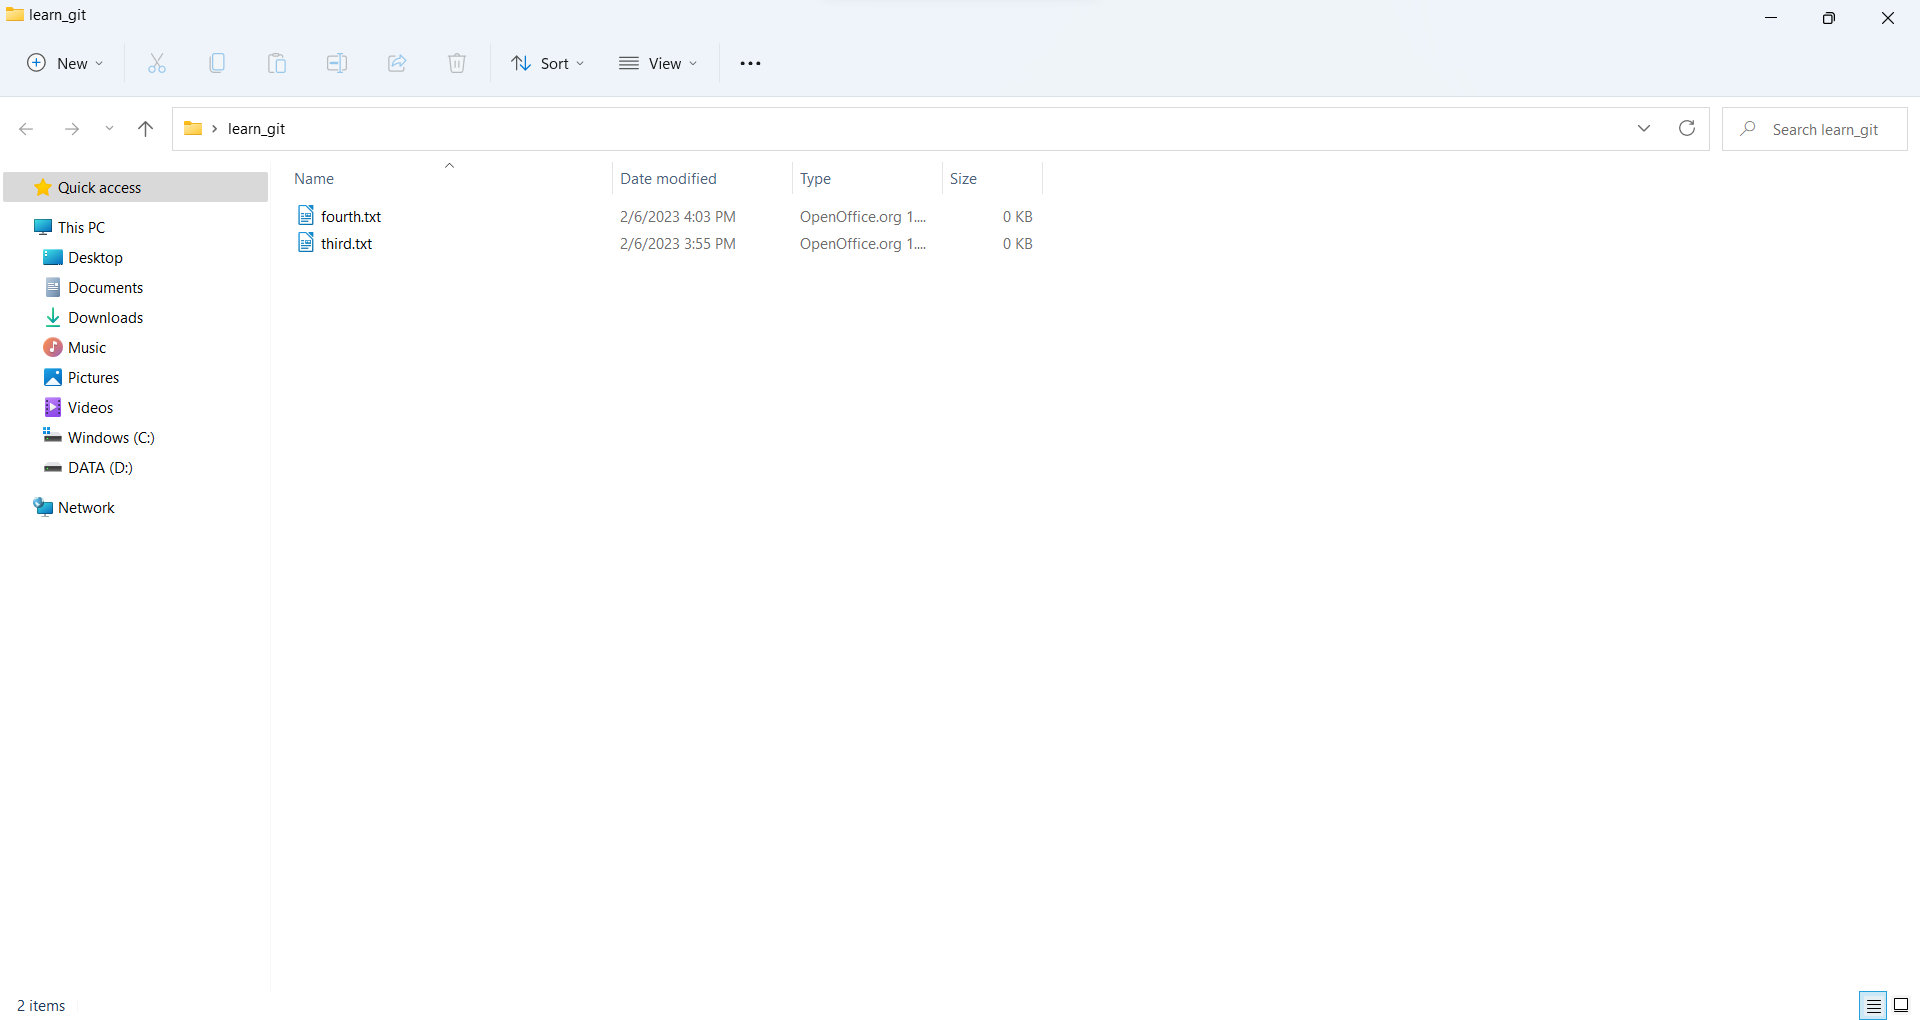 learn_git
New
Sort
View
learn_git
Search learn_git
Quick access
This PC
Desktop
Documents
Downloads
Music
Pictures
Videos
Windows (C:)
DATA (D:)
Network
Name Date modified Type Size
fourth.txt 2/6/2023 4:03 PM OpenOffice.org 1.... 0 KB
third.txt 2/6/2023 3:55 PM OpenOffice.org 1.... 0 KB
2 items